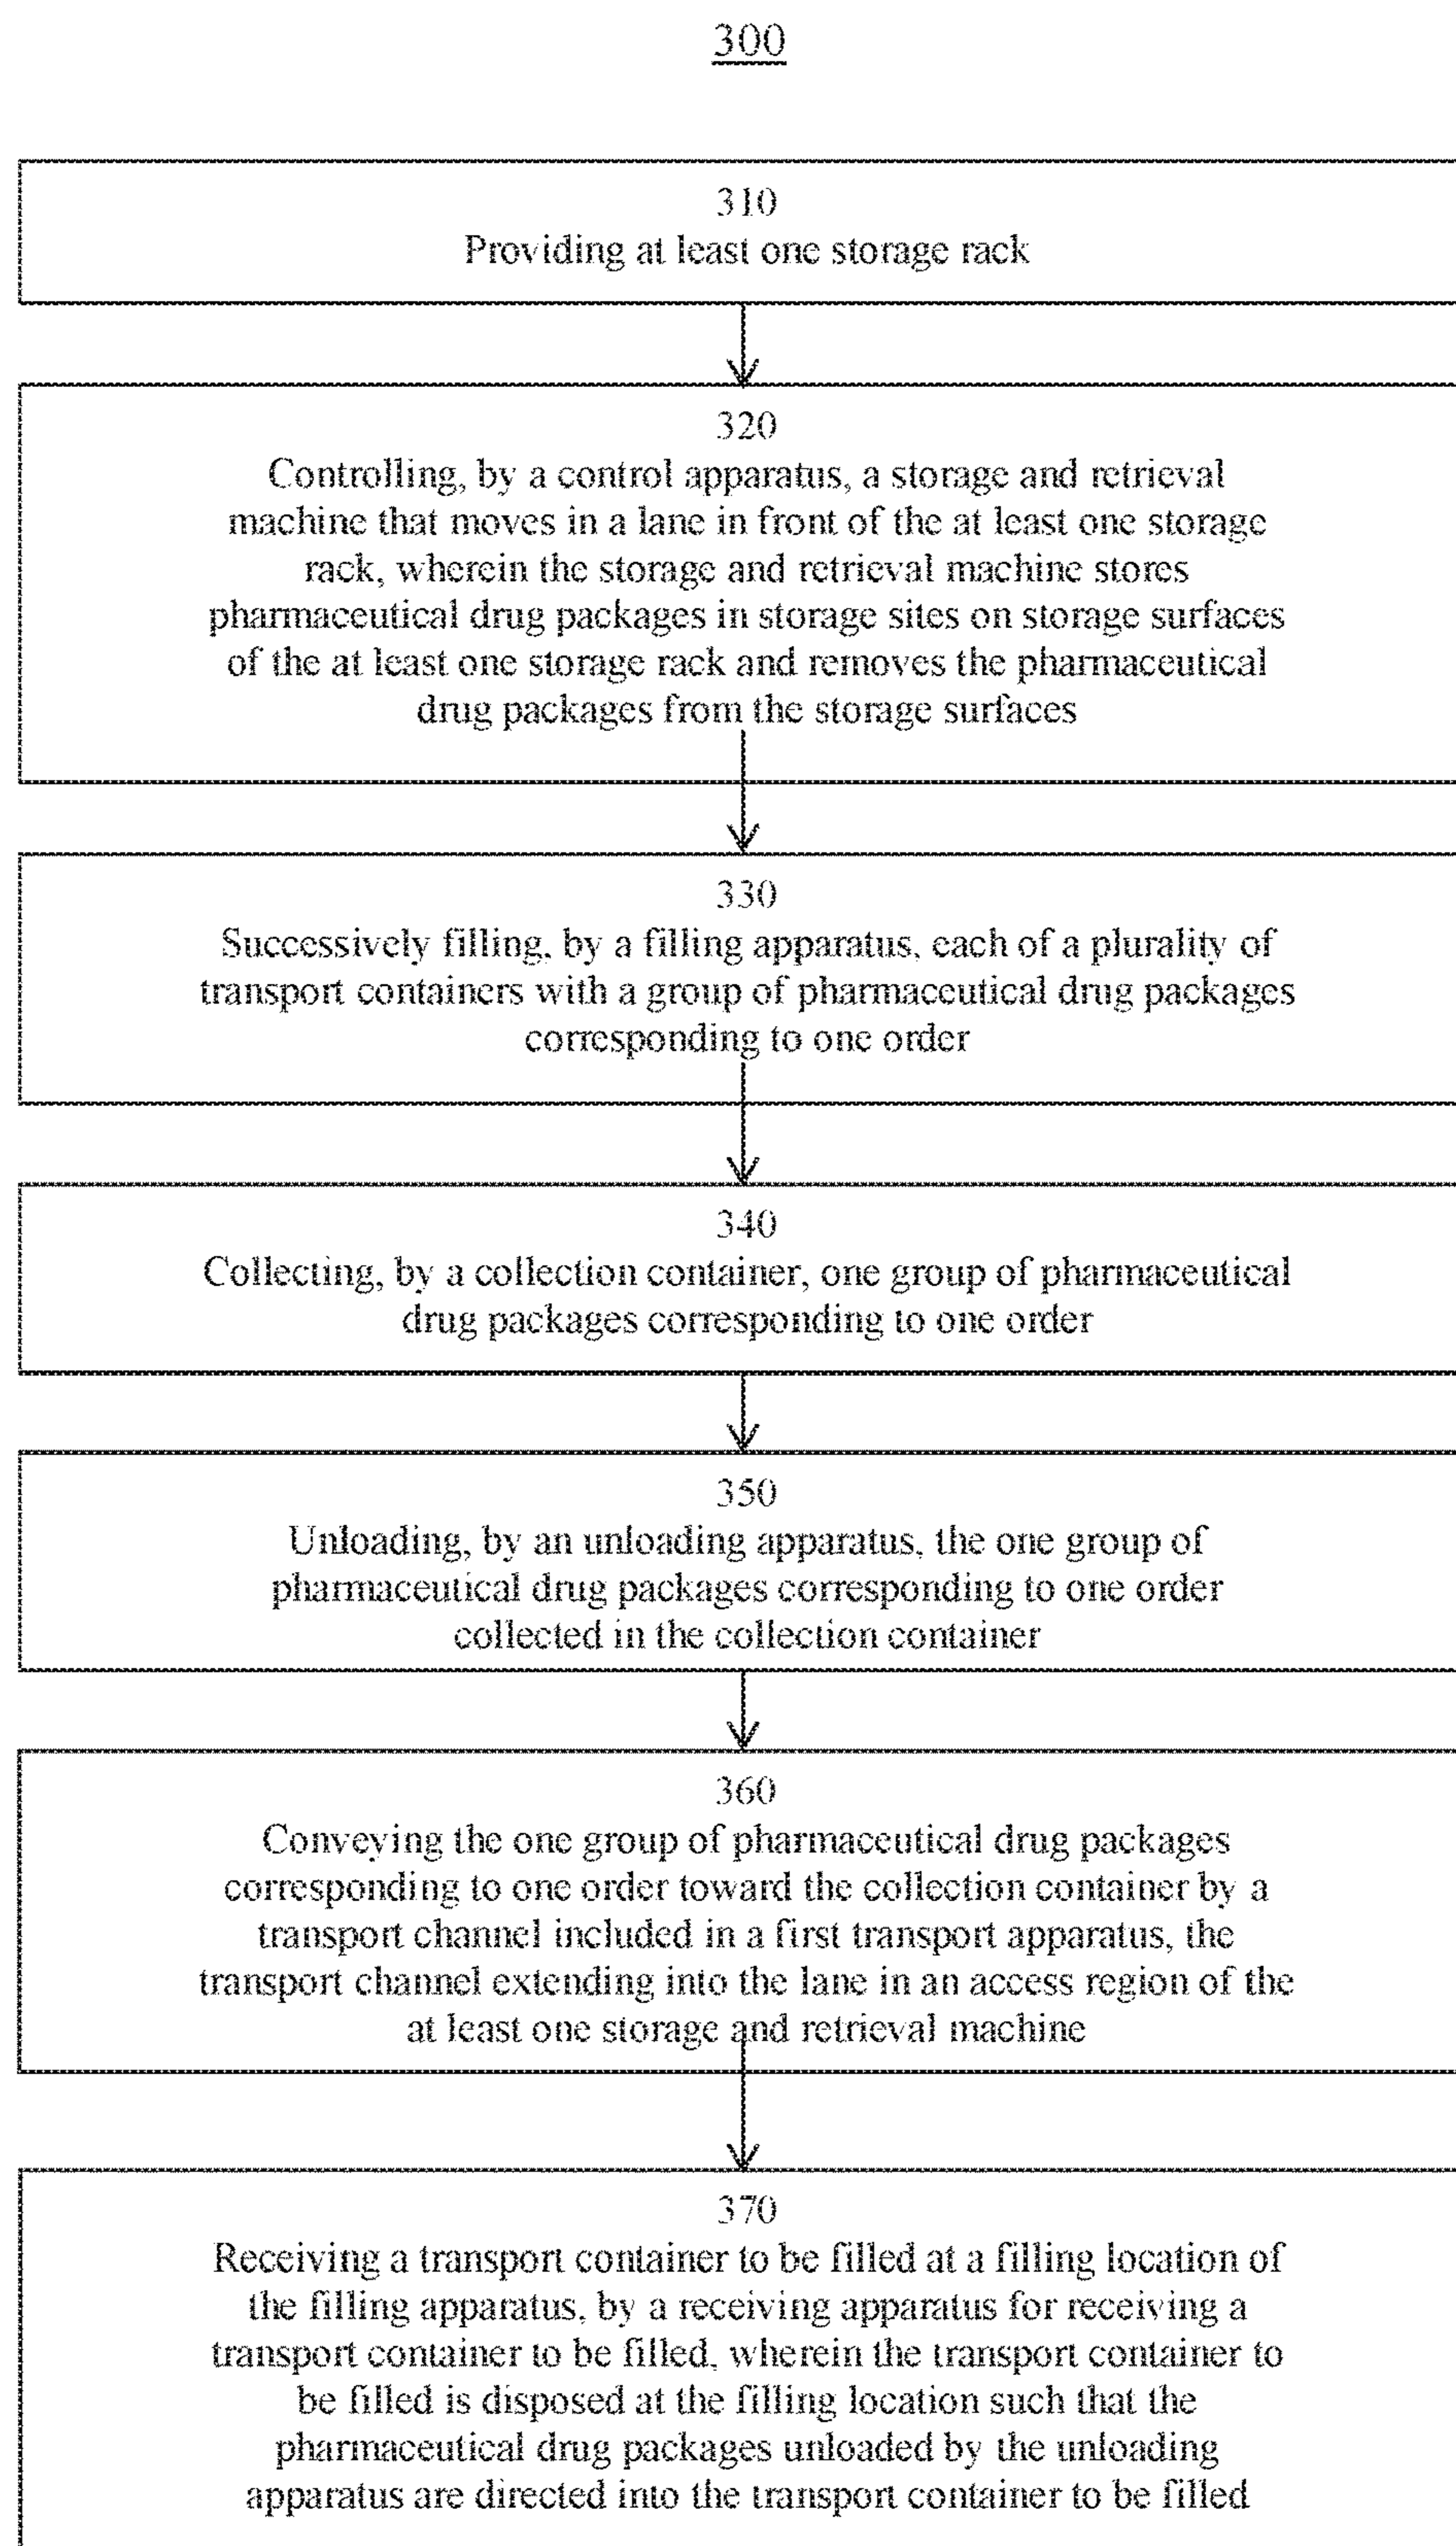 300
310
Providing at least one storage rack
320
Controlling, by a control apparatus, a storage and retrieval
machine that moves in a lane in front of the at least one storage
rack, wherein the storage and retrieval machine stores
pharmaceutical drug packages in storage sites on storage surfaces
of the at least one storage rack and removes the pharmaceutical
drug packages from the storage surfaces
330
Successively filling, by a filling apparatus, each of a plurality of
transport containers with a group of pharmaceutical drug packages
corresponding to one order
340
Collecting, by a collection container, one group of pharmaceutical
drug packages corresponding to one order
350
Unloading, by an unloading apparatus, the one group of
pharmaceutical drug packages corresponding to one order
collected in the collection container
360
Conveying the one group of pharmaceutical drug packages
corresponding to one order toward the collection container by a
transport channel included in a first transport apparatus, the
transport channel extending into the lane in an access region of the
at least one storage and retrieval machine
370
Receiving a transport container to be filled at a filling location of
the filling apparatus, by a receiving apparatus for receiving a
transport container to be filled, wherein the transport container to
be filled is disposed at the filling location such that the
pharmaceutical drug packages unloaded by the unloading
apparatus are directed into the transport container to be filled